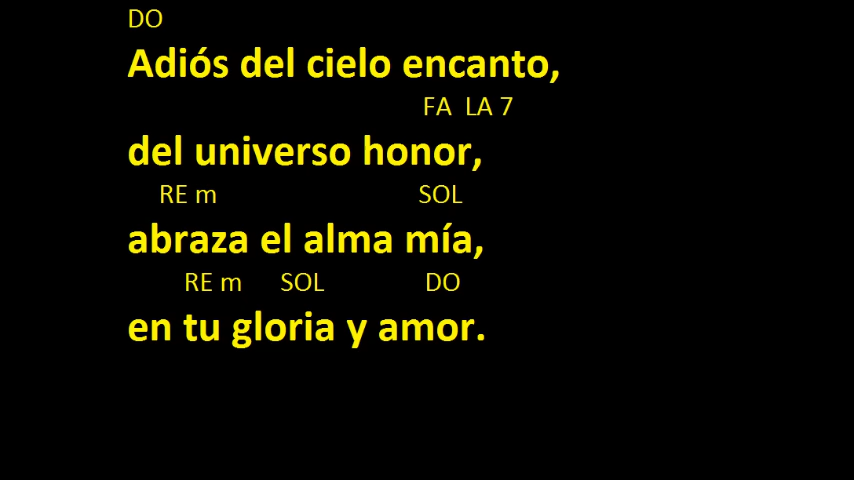 DO
Adiós del cielo encanto,
FA LA 7
del universo honor,
RE m SOL
abraza el alma mía,
RE m SOL DO
en tu gloria y amor.